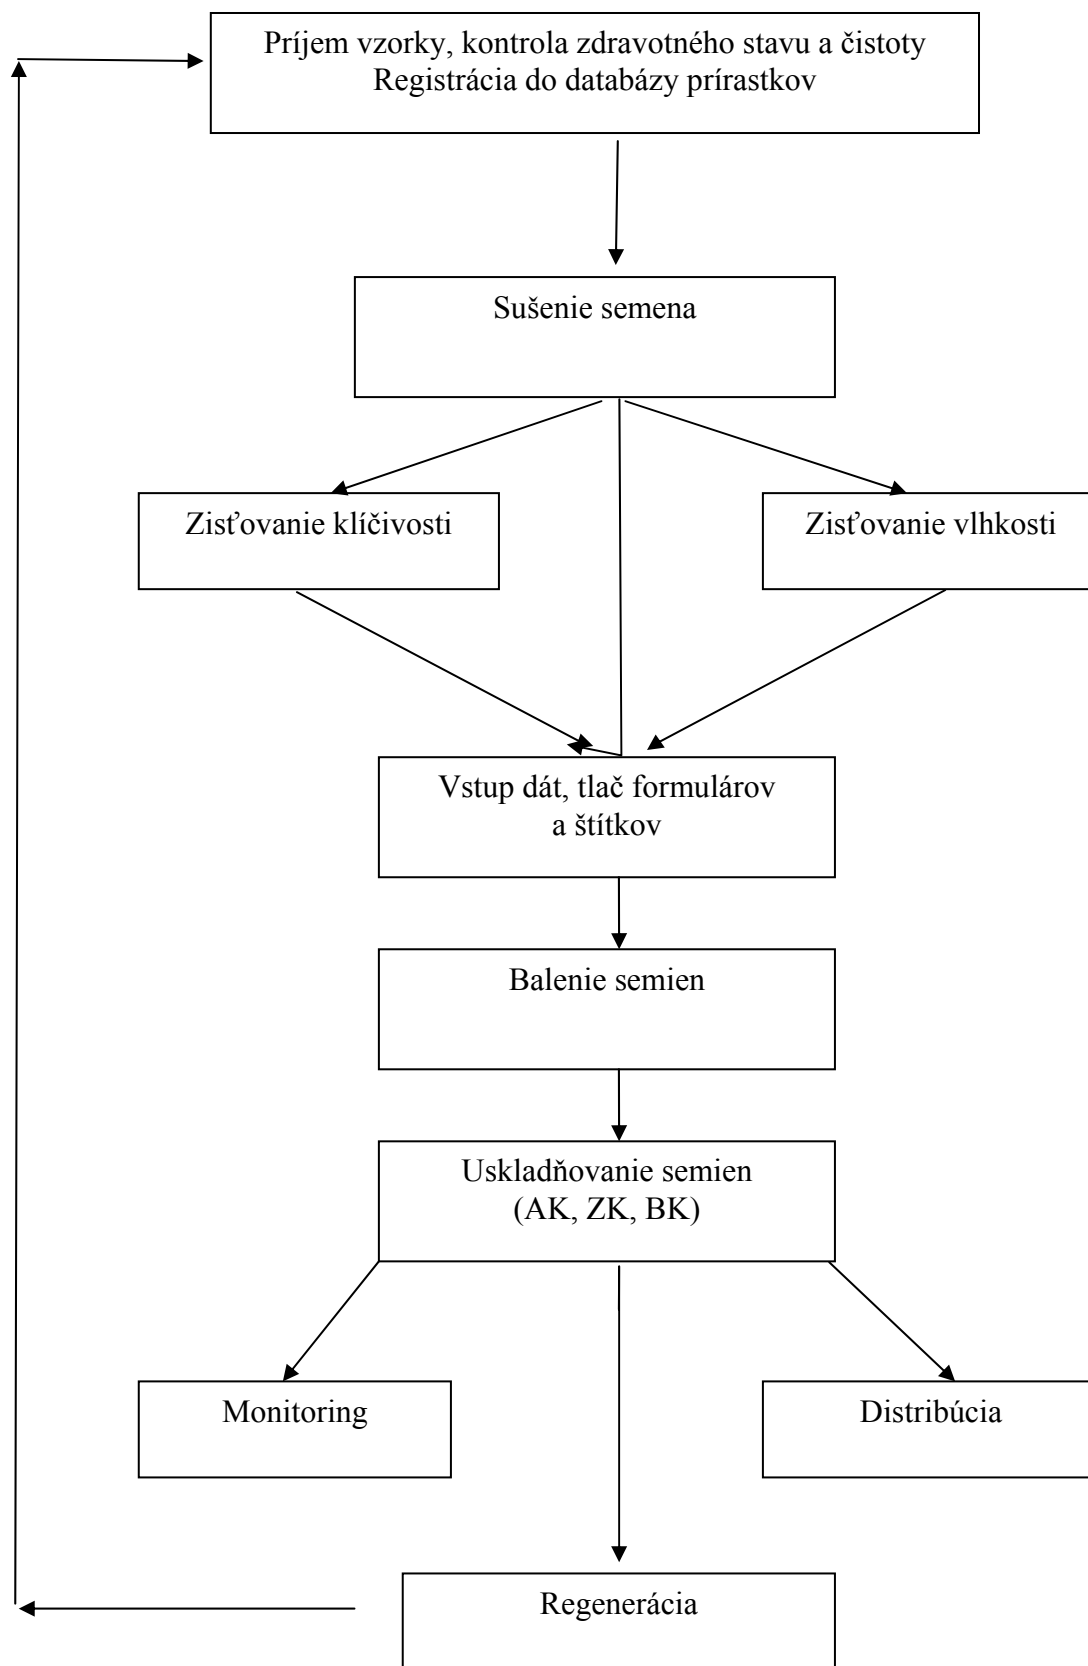 Príjem vzorky, kontrola zdravotného stavu a čistoty
Registrácia do databázy prírastkov
Sušenie semena
Zisťovanie klíčivosti
Zisťovanie vlhkosti
Vstup dát, tlač formulárov
a štítkov
Balenie semien
Uskladňovanie semien
(AK, ZK, BK)
Monitoring
Distribúcia
Regenerácia